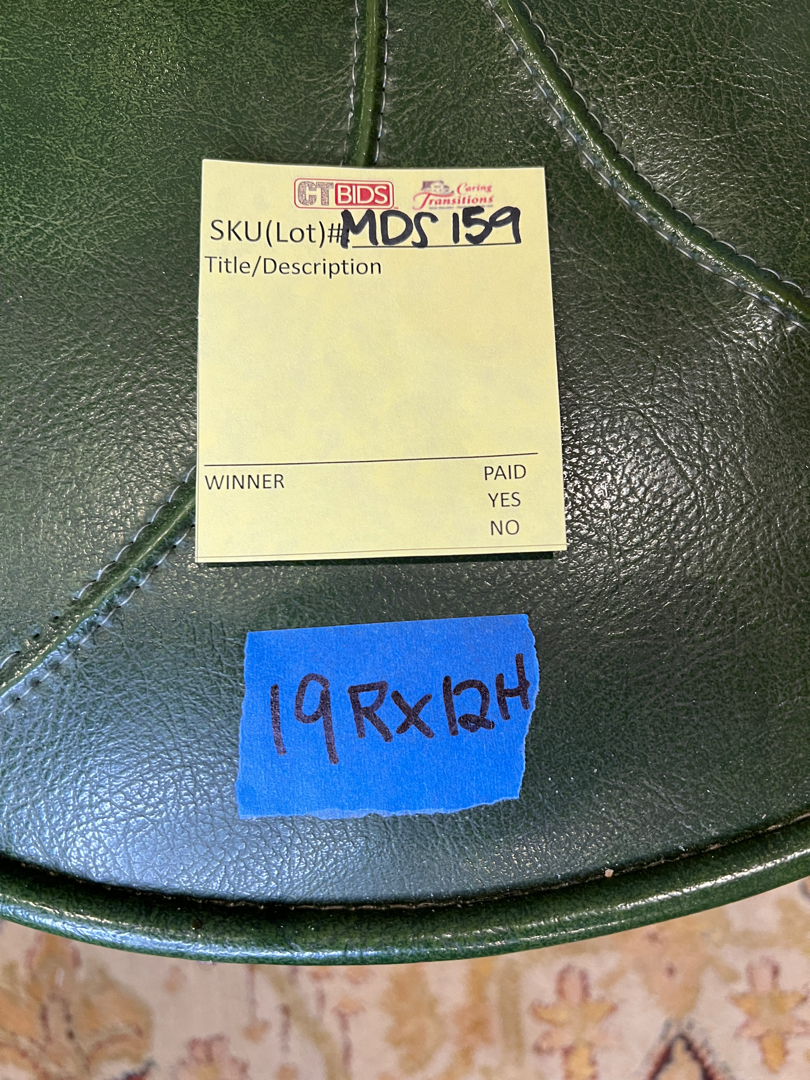 CTBIDS
Caring Transitions
SKU(Lot)#: MDS 159
Title/Description
WINNER
PAID
YES
NO
19RX12H